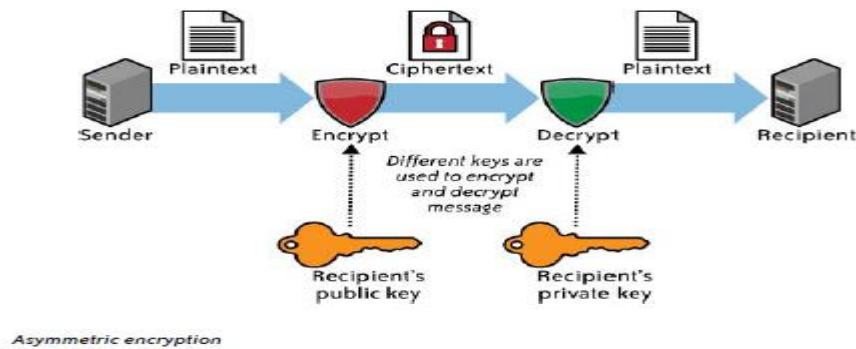 Plaintext
Ciphertext
Plaintext
Sender
Encrypt
Decrypt
Recipient
Different keys are
used to encrypt
and decrypt
message
Recipient's
public key
Recipient's
private key
Asymmetric encryption